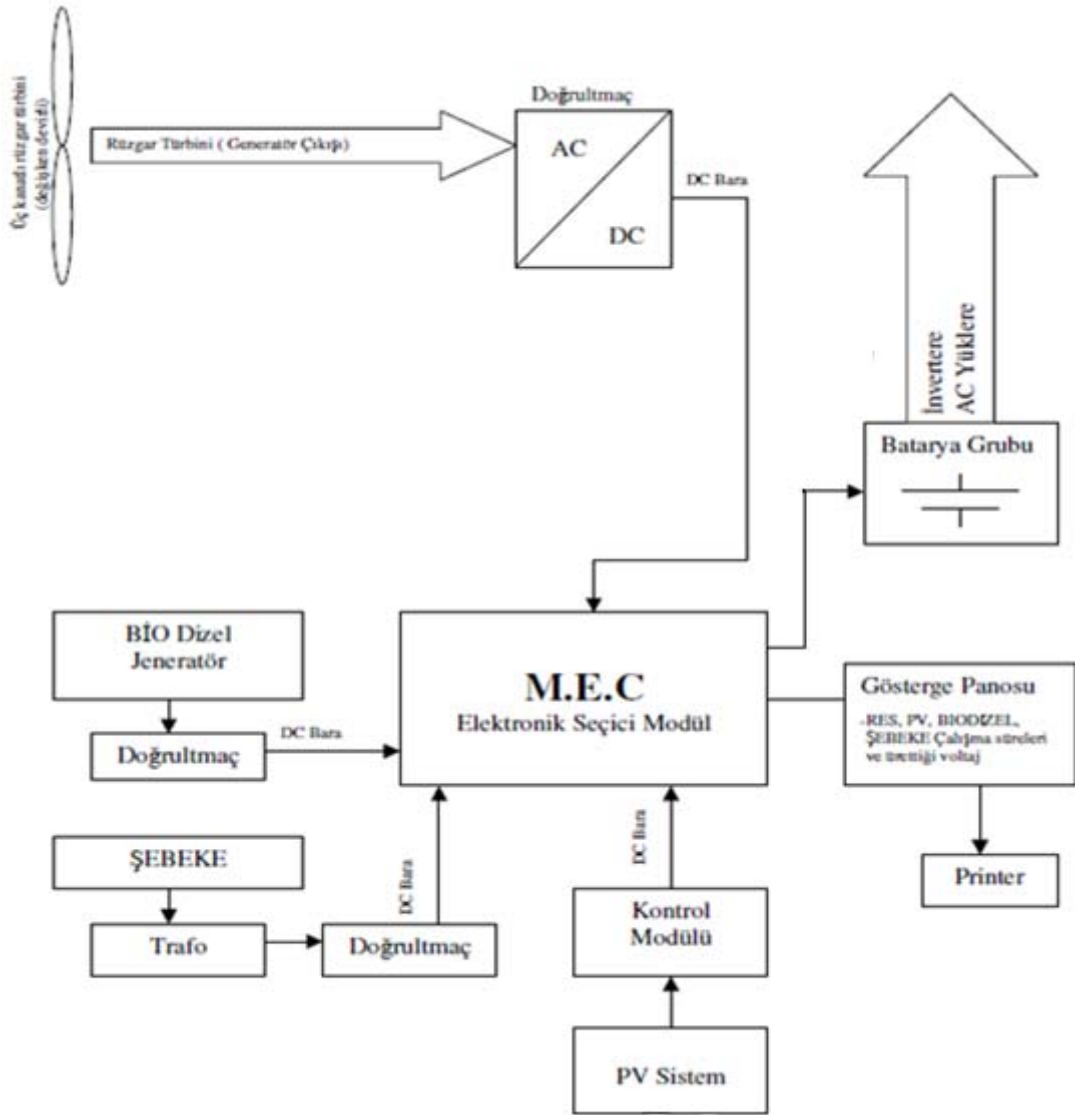 Üç kanatlı rüzgar türbini
(değişken devirli)
Rüzgar Türbini ( Generatör Çıkışı)
Doğrultmaç
AC
DC
DC Bara
İnvertere
AC Yüklere
Batarya Grubu
BİO Dizel
Jeneratör
Doğrultmaç
DC Bara
M.E.C
Elektronik Seçici Modül
Gösterge Panosu
-RES, PV, BIODİZEL,
ŞEBEKE Çalışma süreleri
ve ürettiği voltaj
Printer
ŞEBEKE
Trafo
Doğrultmaç
DC Bara
DC Bara
Kontrol
Modülü
PV Sistem